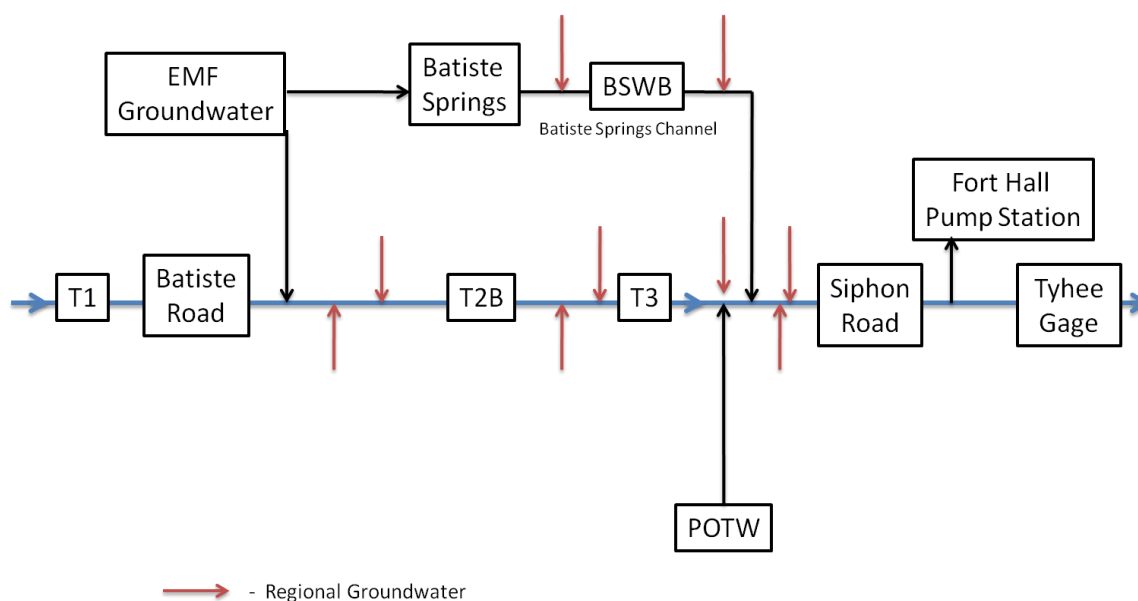 EMF
Groundwater
Batiste
Springs
BSWB
Batiste Springs Channel
Fort Hall
Pump Station
T1
Batiste
Road
T2B
T3
Siphon
Road
Tyhee
Gage
POTW
- Regional Groundwater